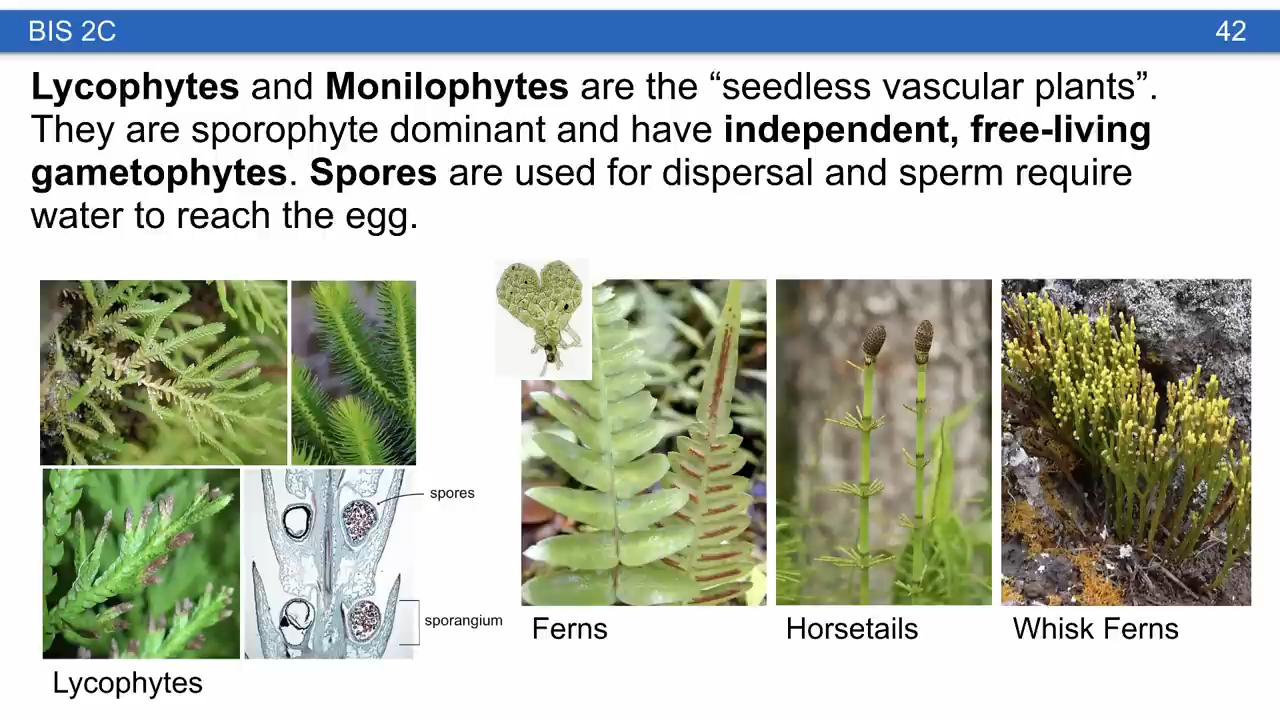 BIS 2C
42
Lycophytes and Monilophytes are the “seedless vascular plants”.
They are sporophyte dominant and have independent, free-living
gametophytes. Spores are used for dispersal and sperm require
water to reach the egg.
spores
sporangium
Lycophytes
Ferns
Horsetails
Whisk Ferns